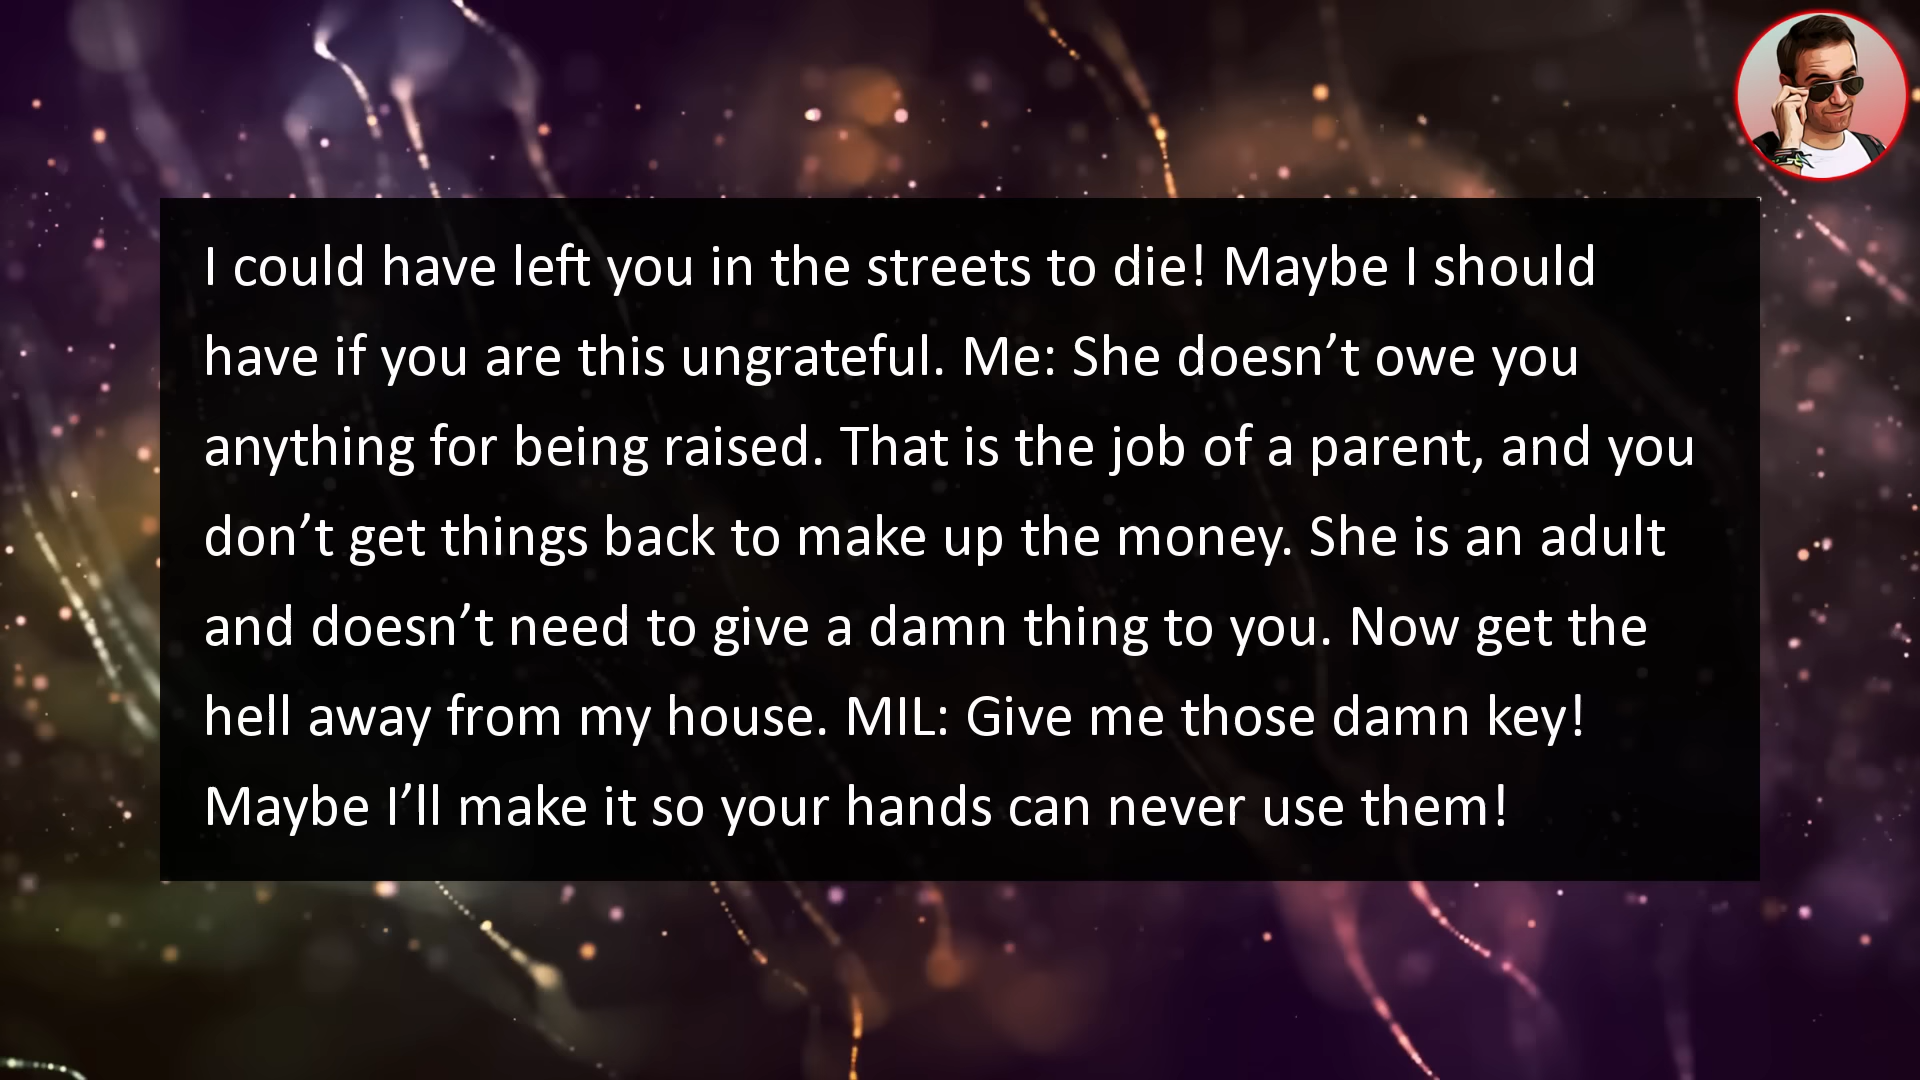 I could have left you in the streets to die! Maybe I should
have if you are this ungrateful. Me: She doesn’t owe you
anything for being raised. That is the job of a parent, and you
don’t get things back to make up the money. She is an adult
and doesn’t need to give a damn thing to you. Now get the
hell away from my house. MIL: Give me those damn key!
Maybe I’ll make it so your hands can never use them!